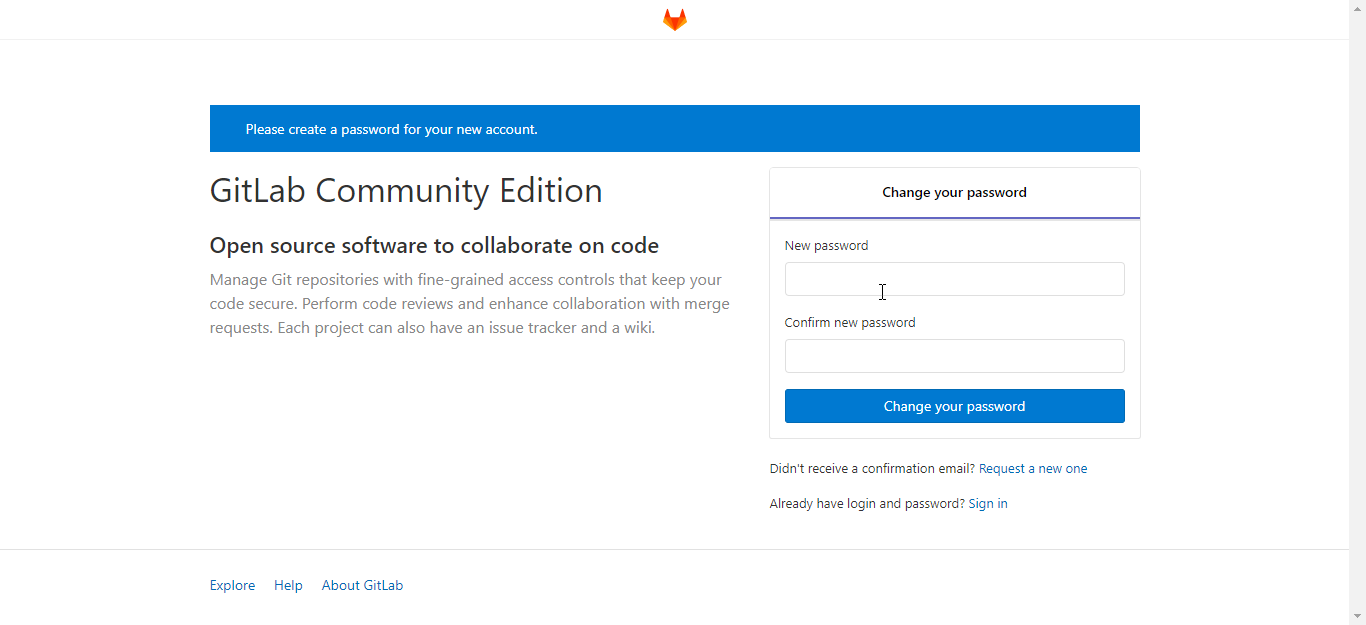 Please create a password for your new account.
GitLab Community Edition
Open source software to collaborate on code
Manage Git repositories with fine-grained access controls that keep your
code secure. Perform code reviews and enhance collaboration with merge
requests. Each project can also have an issue tracker and a wiki.
Change your password
New password
Confirm new password
Change your password
Didn't receive a confirmation email? Request a new one
Already have login and password? Sign in
Explore Help About GitLab